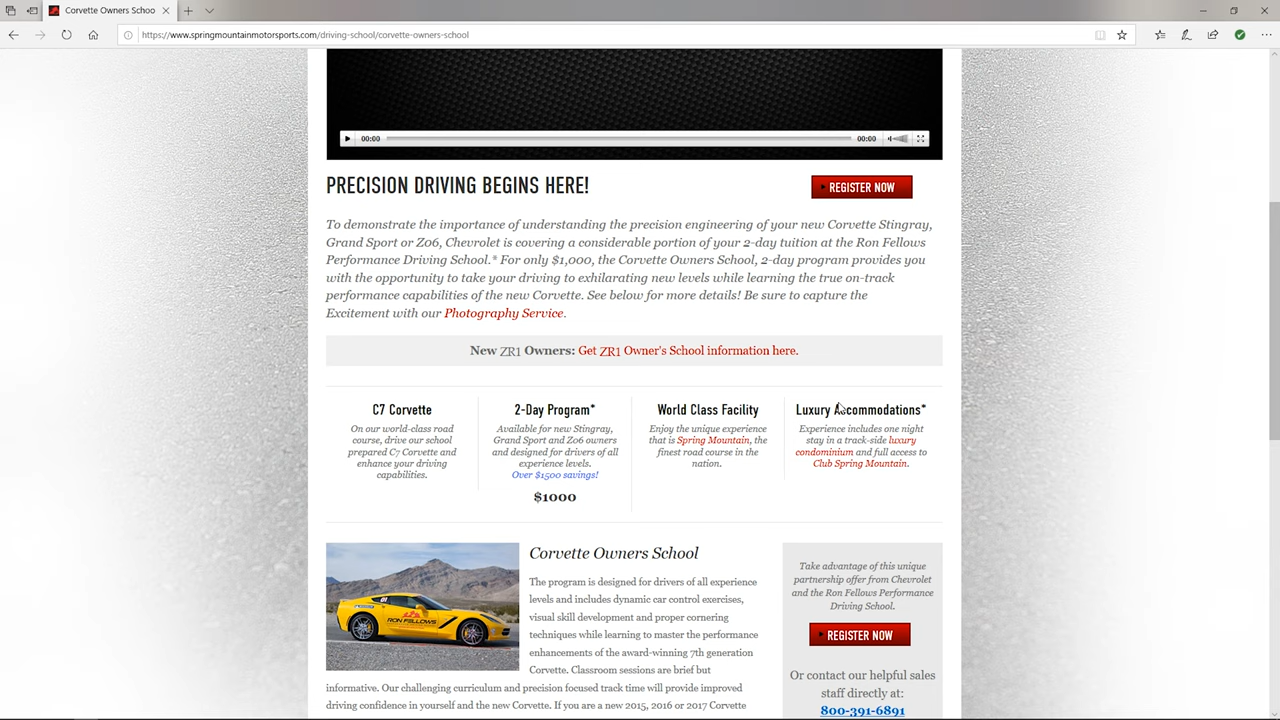 Corvette Owners Schoo
https://www.springmountainmotorsports.com/driving-school/corvette-owners-school
00:00
00:00
PRECISION DRIVING BEGINS HERE!
REGISTER NOW
To demonstrate the importance of understanding the precision engineering of your new Corvette Stingray,
Grand Sport or Z06, Chevrolet is covering a considerable portion of your 2-day tuition at the Ron Fellows
Performance Driving School.* For only $1,000, the Corvette Owners School, 2-day program provides you
with the opportunity to take your driving to exhilarating new levels while learning the true on-track
performance capabilities of the new Corvette. See below for more details! Be sure to capture the
Excitement with our Photography Service.
New ZR1 Owners: Get ZR1 Owner's School information here.
C7 Corvette
On our world-class road
course, drive our school
prepared C7 Corvette and
enhance your driving
capabilities.
2-Day Program*
Available for new Stingray,
Grand Sport and Z06 owners
and designed for drivers of all
experience levels.
Over $1500 savings!
$1000
World Class Facility
Enjoy the unique experience
that is Spring Mountain, the
finest road course in the
nation.
Luxury Accommodations*
Experience includes one night
stay in a track-side luxury
condominium and full access to
Club Spring Mountain.
01
RON FELLOWS
Corvette Owners School
The program is designed for drivers of all experience
levels and includes dynamic car control exercises,
visual skill development and proper cornering
techniques while learning to master the performance
enhancements of the award-winning 7th generation
Corvette. Classroom sessions are brief but
informative. Our challenging curriculum and precision focused track time will provide improved
driving confidence in yourself and the new Corvette. If you are a new 2015, 2016 or 2017 Corvette
Take advantage of this unique
partnership offer from Chevrolet
and the Ron Fellows Performance
Driving School.
REGISTER NOW
Or contact our helpful sales
staff directly at:
800-391-6891